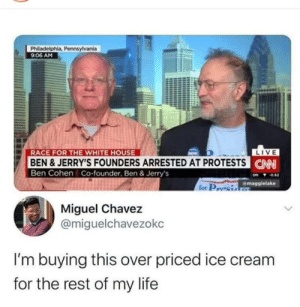 Philadelphia, Pennsylvania
9:06 AM
RACE FOR THE WHITE HOUSE
LIVE
BEN & JERRY'S FOUNDERS ARRESTED AT PROTESTS
CNN
Ben Cohen Co-founder, Ben & Jerry's
@maggielake
for
Miguel Chavez
@miguelchavezokc
I'm buying this over priced ice cream
for the rest of my life